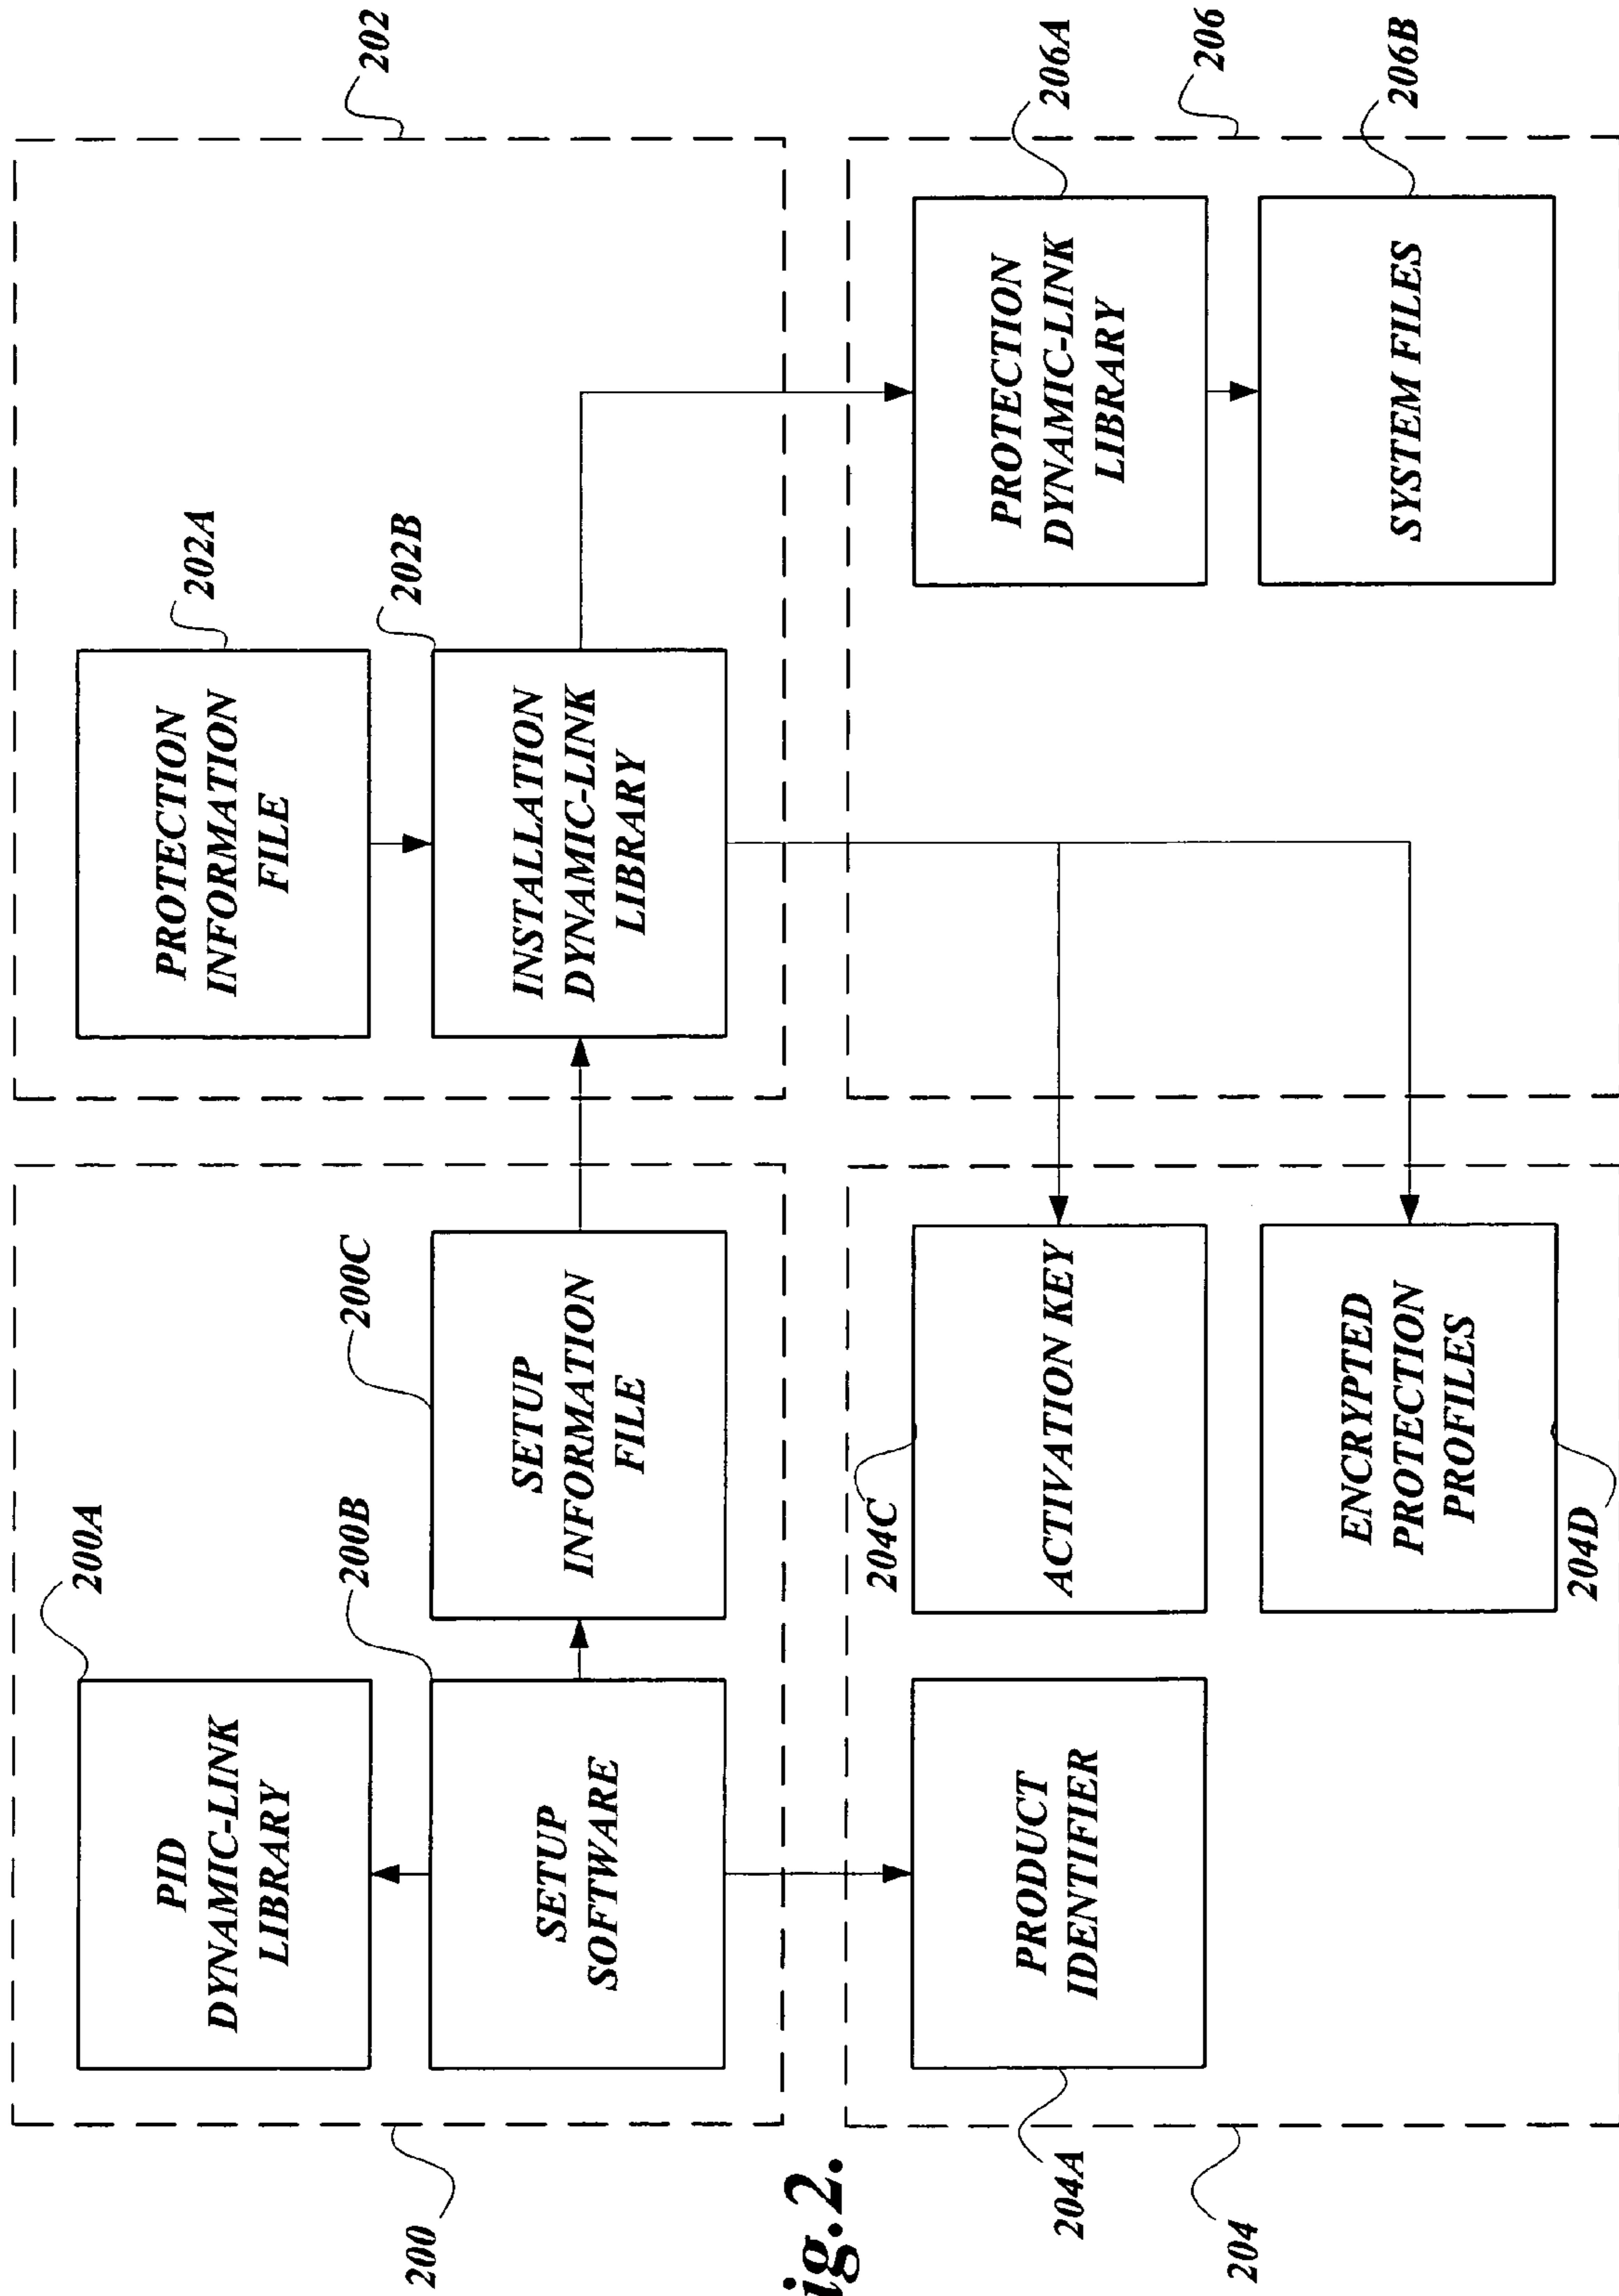 200A
PID
DYNAMIC-LINK
LIBRARY
200B
200C
SETUP
SOFTWARE
SETUP
INFORMATION
FILE
200
PROTECTION
INFORMATION
FILE
202A
202B
INSTALLATION
DYNAMIC-LINK
LIBRARY
202
ig.2.
204C
PRODUCT
IDENTIFIER
ACTIVATION KEY
204A
ENCRYPTED
PROTECTION
PROFILES
204D
204
PROTECTION
DYNAMIC-LINK
LIBRARY
206A
206
SYSTEM FILES
206B